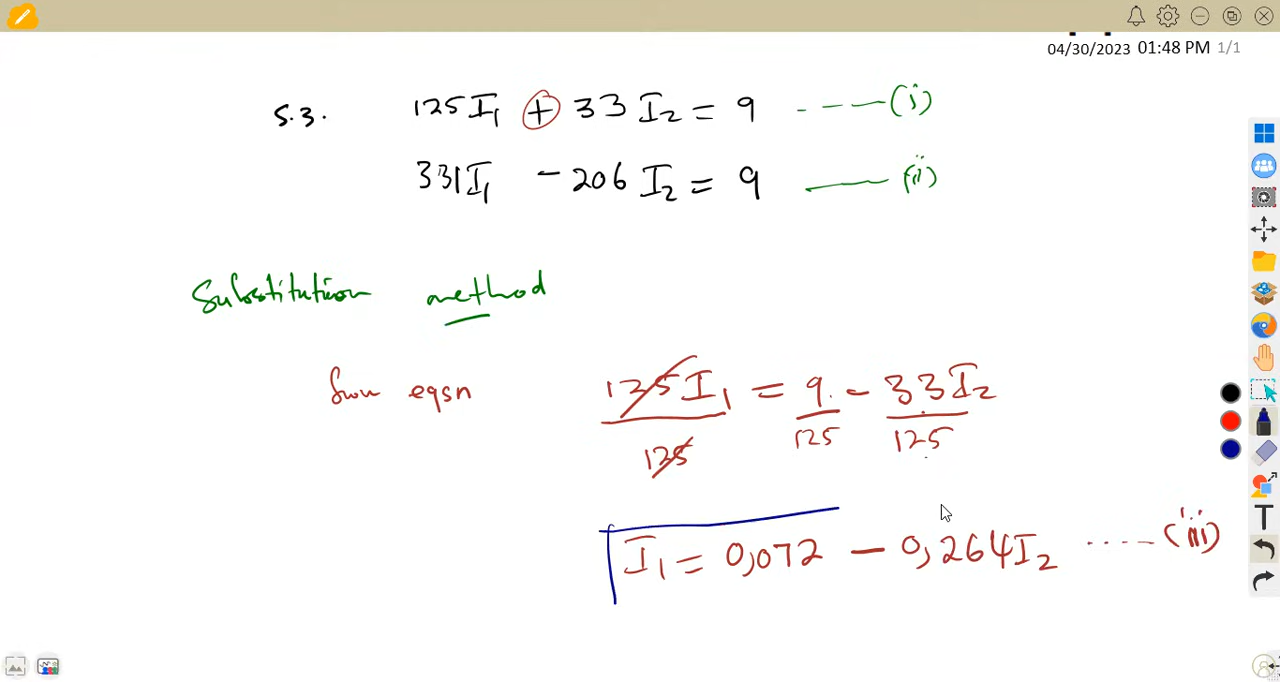 04/30/2023 01:48 PM 1/1
5.3. 125I₁ + 33I₂ = 9 ---—(i)
331I₁ - 206I₂ = 9 ——(ii)
Substitution method
from eqsn 125I₁ = 9 - 33I₂
125 125 125
I₁ = 0,072 - 0,264I₂ ----- (iii)
T